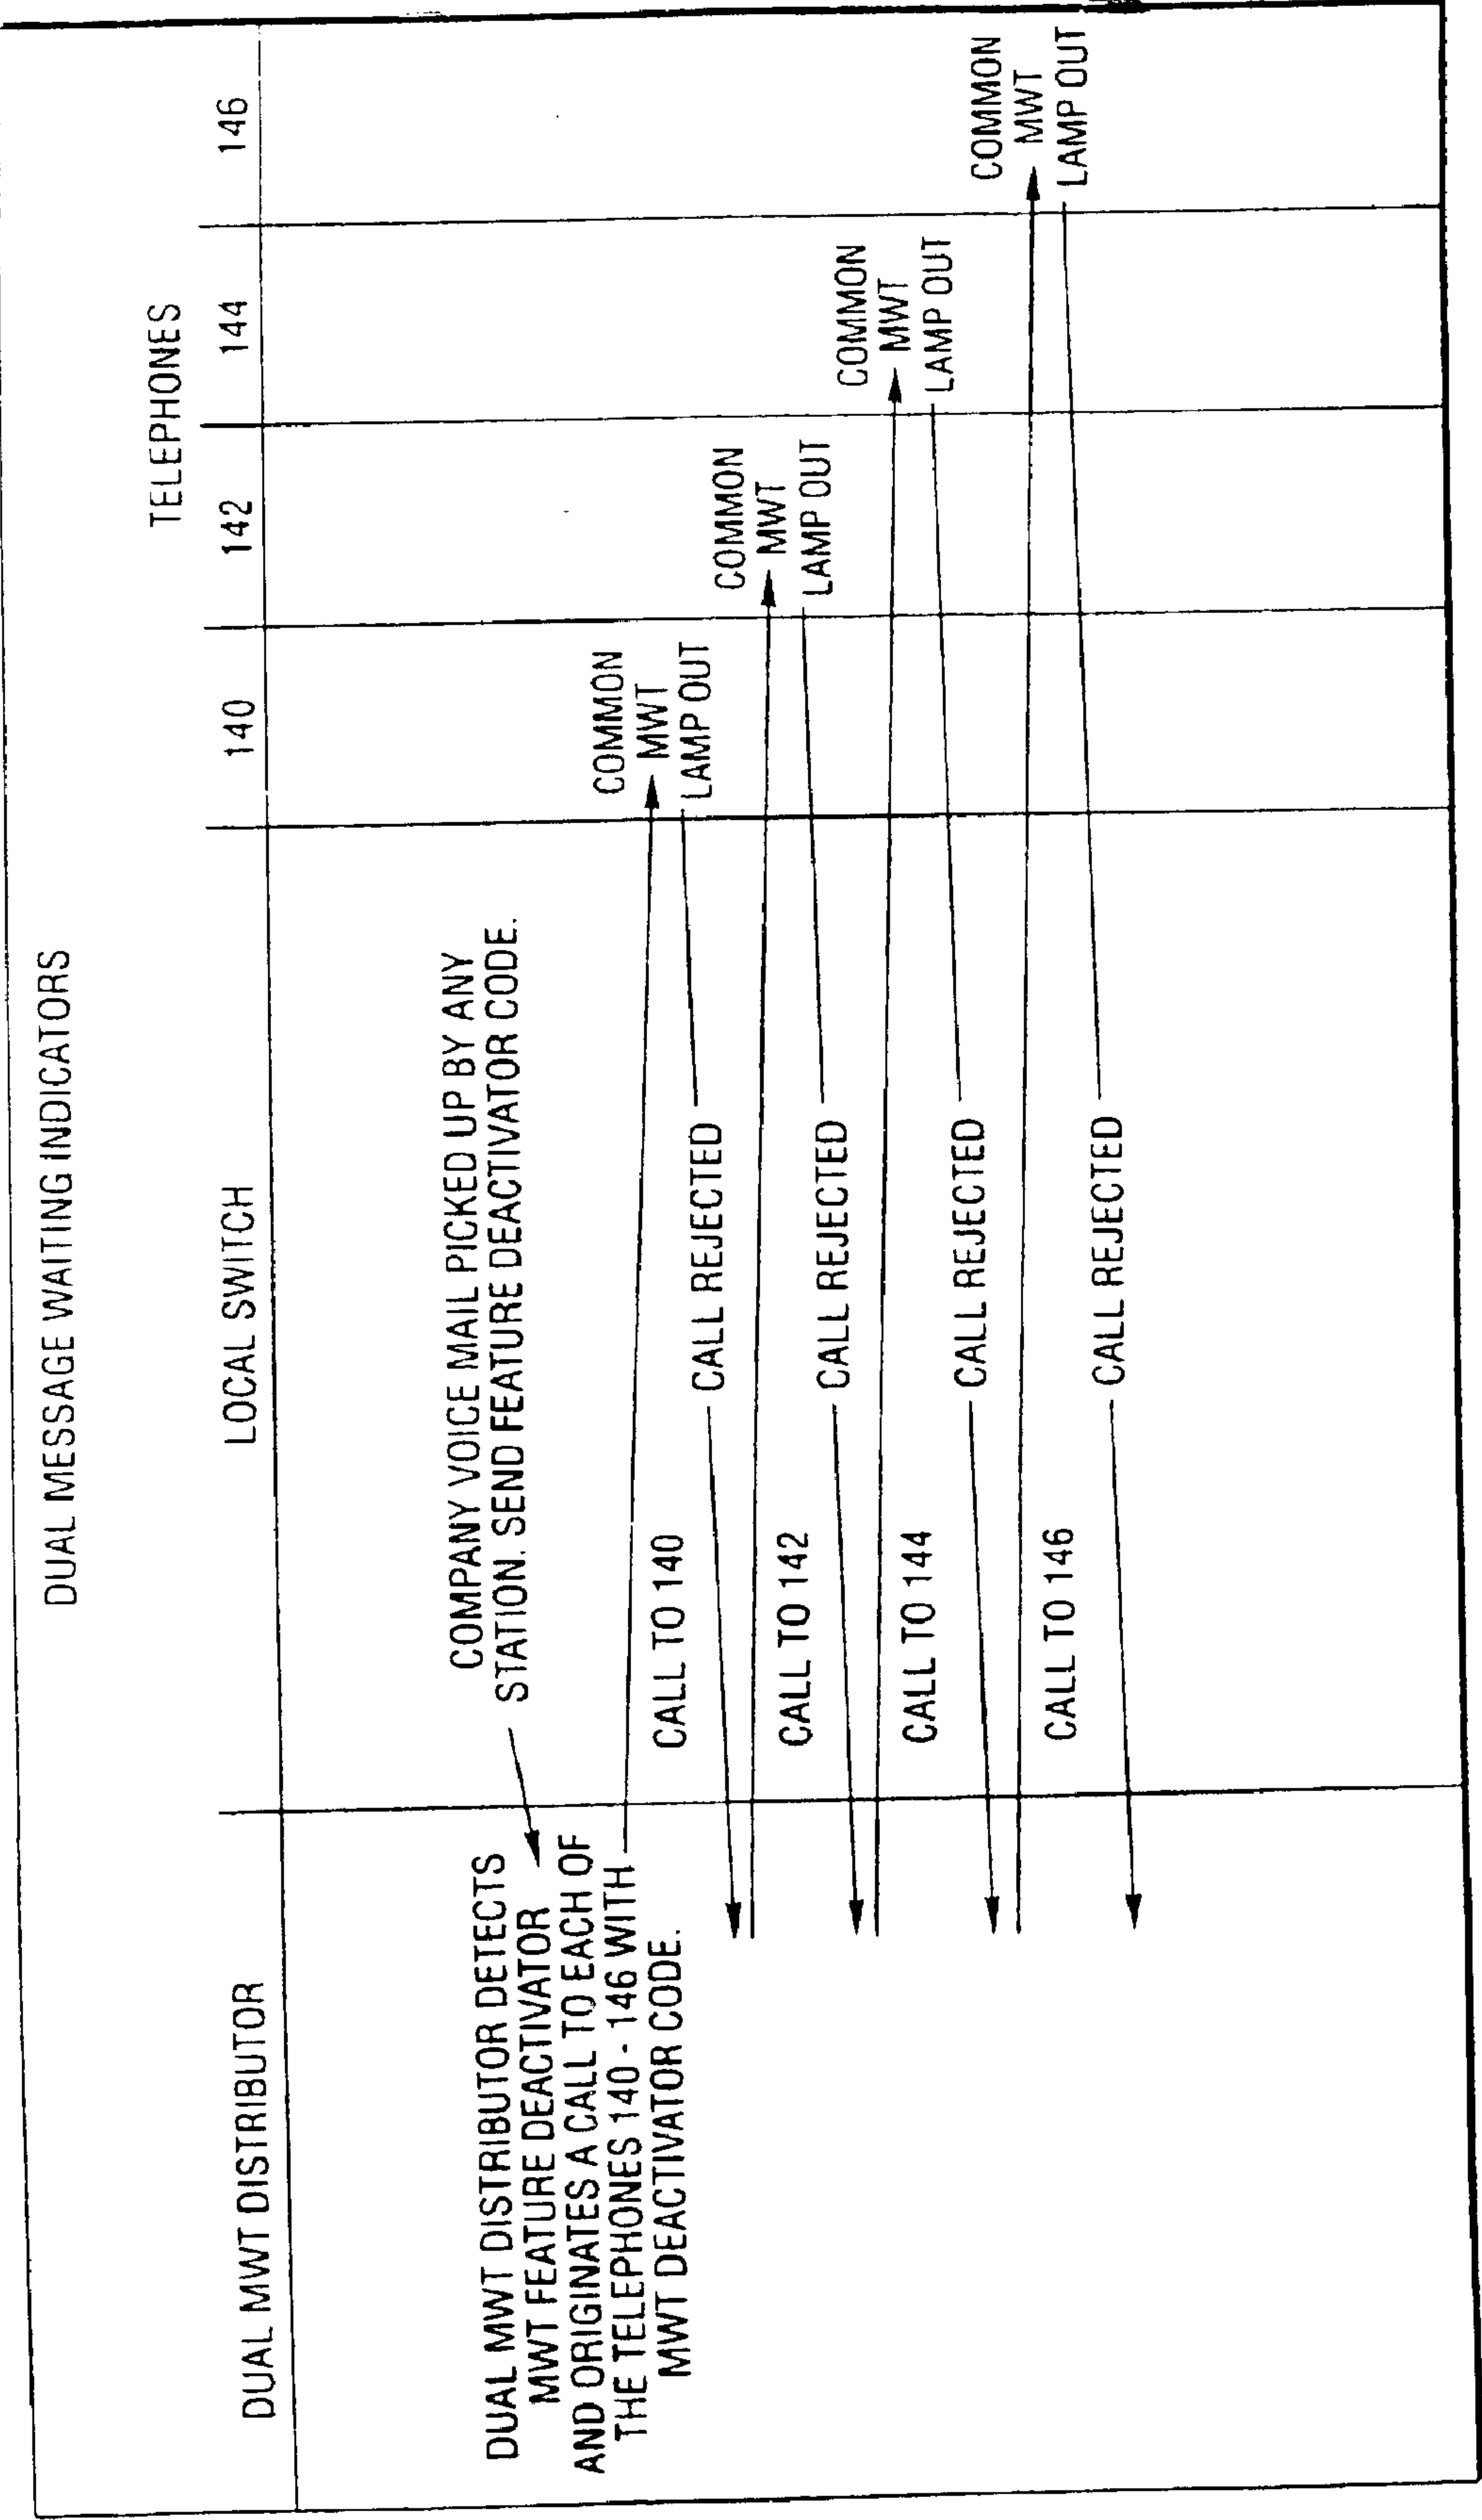 DUAL MESSAGE WAITING INDICATORS
TELEPHONES
DUAL MWT DISTRIBUTOR
LOCAL SWITCH
140
142
144
146
COMPANY VOICE MAIL PICKED UP BY ANY
STATION. SEND FEATURE DEACTIVATOR CODE.
DUAL MWT DISTRIBUTOR DETECTS
MWT FEATURE DEACTIVATOR
AND ORIGINATES A CALL TO EACH OF
THE TELEPHONES 140 - 146 WITH
MWT DEACTIVATOR CODE.
CALL TO 140
COMMON
MWT
LAMP OUT
CALL REJECTED
CALL TO 142
COMMON
MWT
LAMP OUT
CALL REJECTED
CALL TO 144
COMMON
MWT
LAMP OUT
CALL REJECTED
CALL TO 146
COMMON
MWT
LAMP OUT
CALL REJECTED